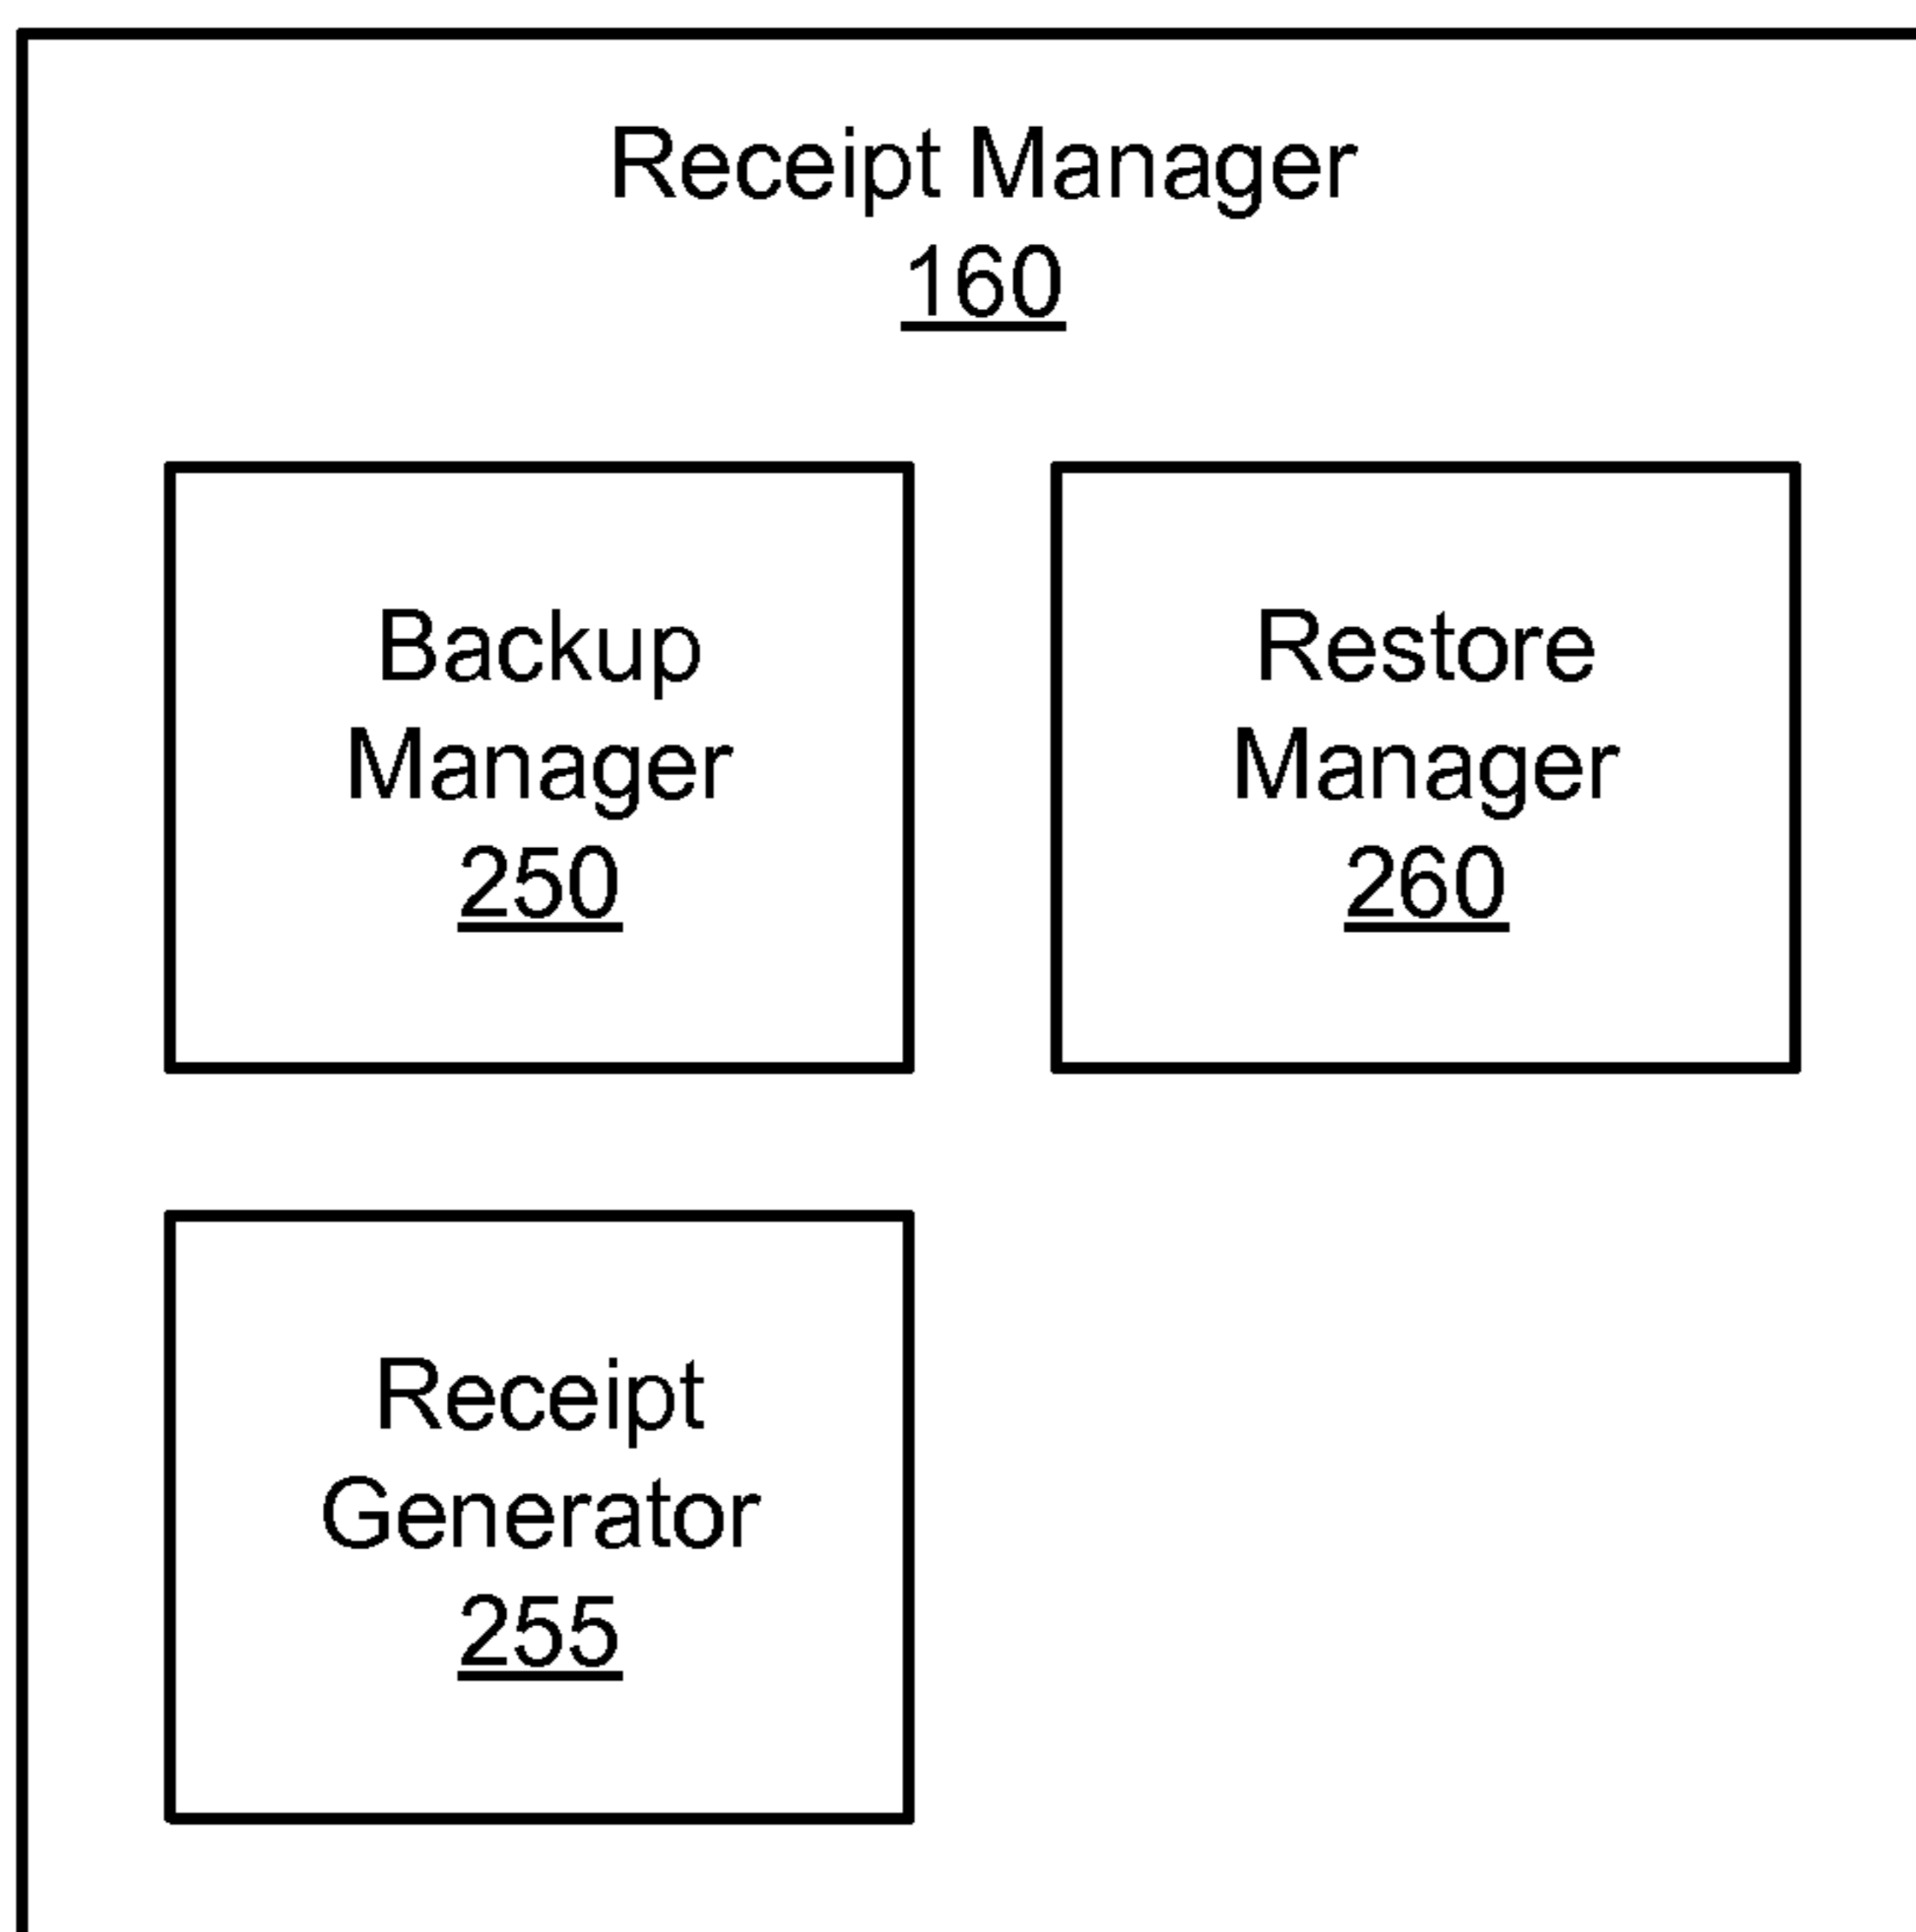 Receipt Manager
160
Backup
Manager
250
Restore
Manager
260
Receipt
Generator
255